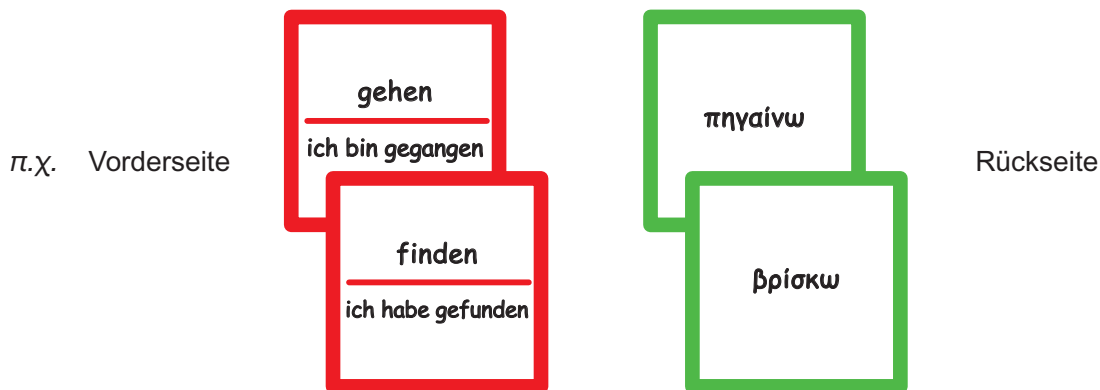 π.χ. Vorderseite
gehen
ich bin gegangen
finden
ich habe gefunden
πηγαίνω
βρίσκω
Rückseite